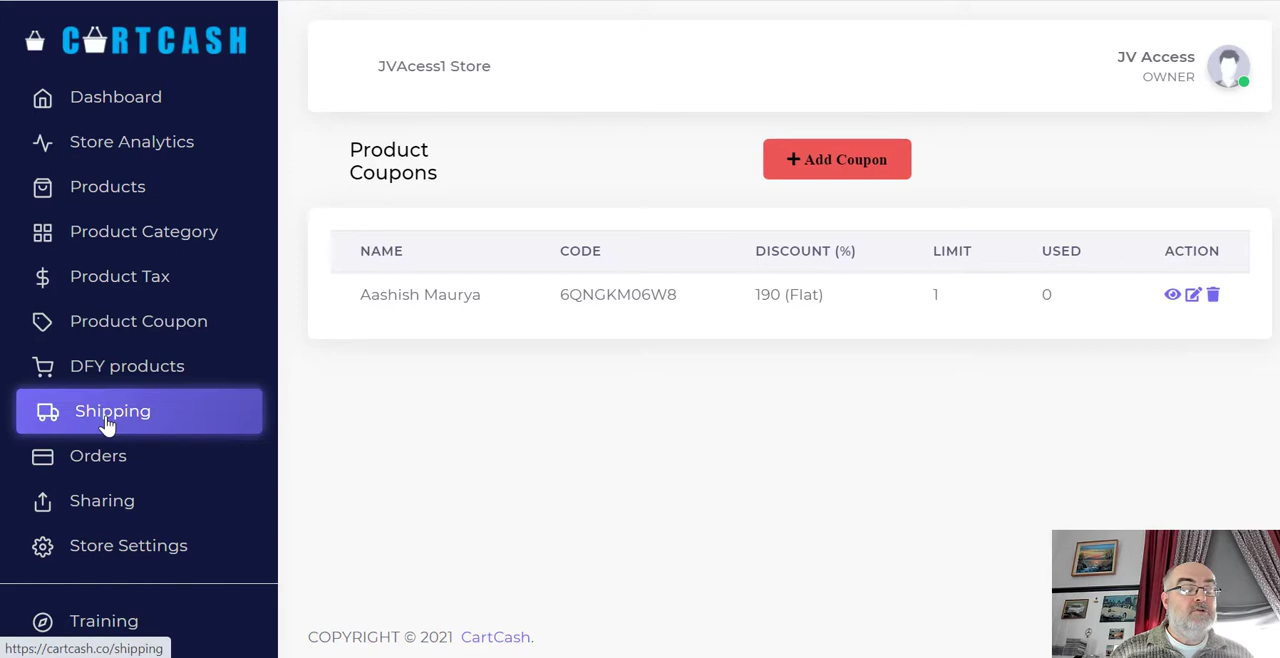 CARTCASH
Dashboard
Store Analytics
Products
Product Category
Product Tax
Product Coupon
DFY products
Shipping
Orders
Sharing
Store Settings
Training
https://cartcash.co/shipping
JVAcess1 Store
JV Access
OWNER
Product
Coupons
+ Add Coupon
NAME CODE DISCOUNT (%) LIMIT USED ACTION
Aashish Maurya 6QNGKM06W8 190 (Flat) 1 0
COPYRIGHT © 2021 CartCash.